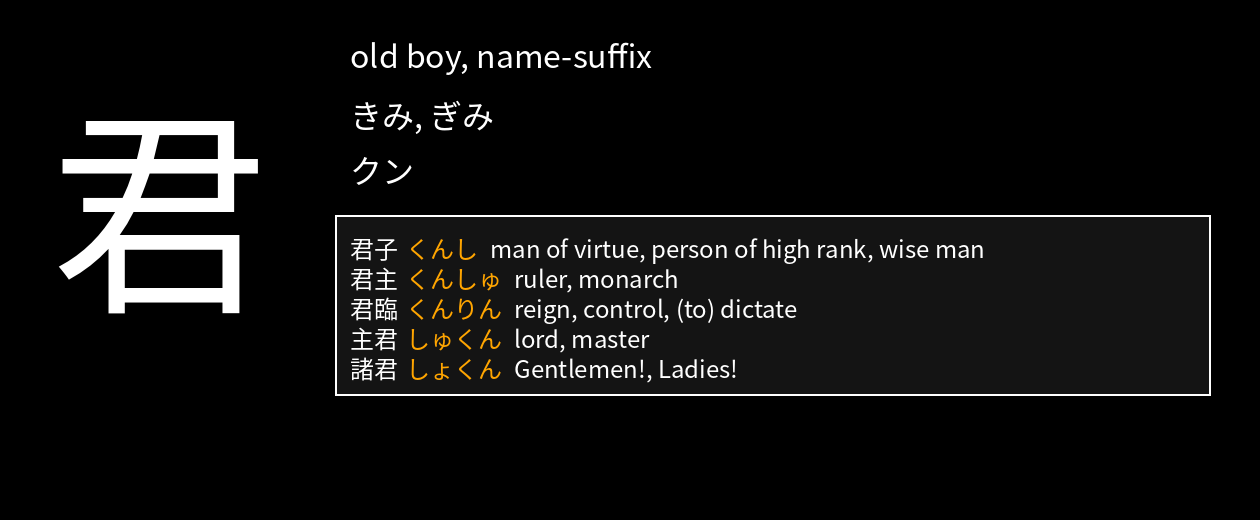 君
old boy, name-suffix
きみ, ぎみ
クン
君子 くんし man of virtue, person of high rank, wise man
君主 くんしゅ ruler, monarch
君臨 くんりん reign, control, (to) dictate
主君 しゅくん lord, master
諸君 しょくん Gentlemen!, Ladies!